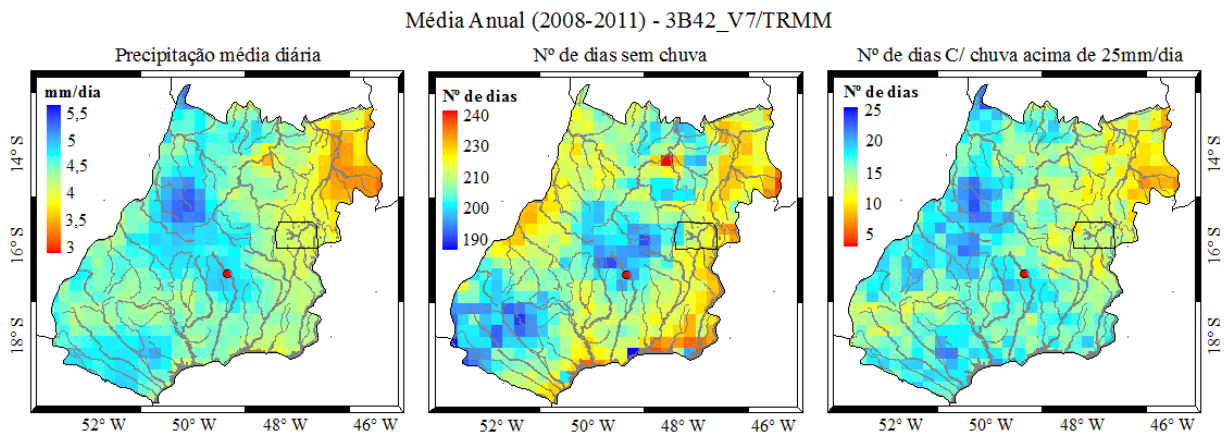 Média Anual (2008-2011) - 3B42_V7/TRMM
Precipitação média diária
Nº de dias sem chuva
Nº de dias C/ chuva acima de 25mm/dia
mm/dia
5,5
5
4,5
4
3,5
3
Nº de dias
240
230
220
210
200
190
Nº de dias
25
20
15
10
5
14° S
16° S
18° S
14° S
16° S
18° S
52° W
50° W
48° W
46° W
52° W
50° W
48° W
46° W
52° W
50° W
48° W
46° W